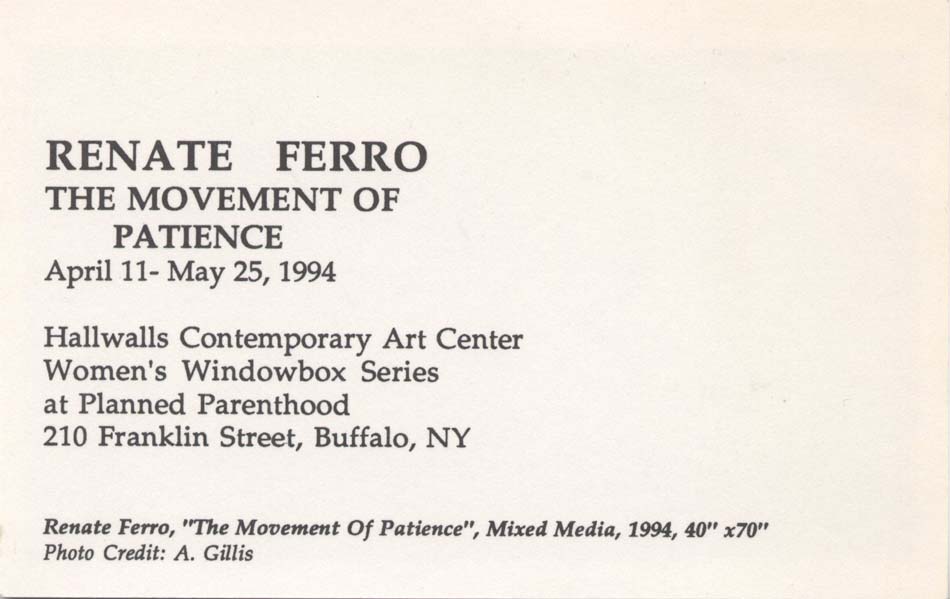 RENATE FERRO
THE MOVEMENT OF
PATIENCE
April 11- May 25, 1994
Hallwalls Contemporary Art Center
Women's Windowbox Series
at Planned Parenthood
210 Franklin Street, Buffalo, NY
Renate Ferro, "The Movement Of Patience", Mixed Media, 1994, 40" x70"
Photo Credit: A. Gillis